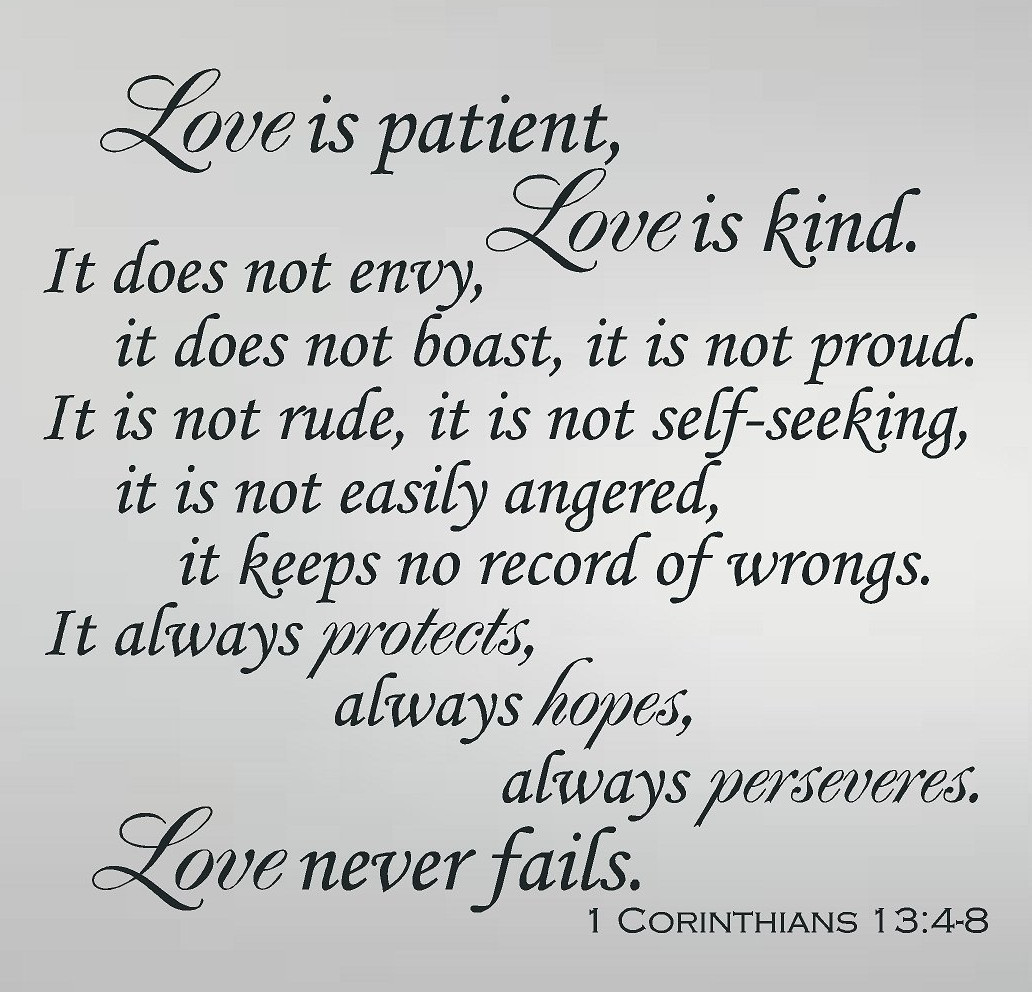 Love is patient,
Love is kind.
It does not envy,
it does not boast, it is not proud.
It is not rude, it is not self-seeking,
it is not easily angered,
it keeps no record of wrongs.
It always protects,
always hopes,
always perseveres.
Love never fails.
1 Corinthians 13:4-8